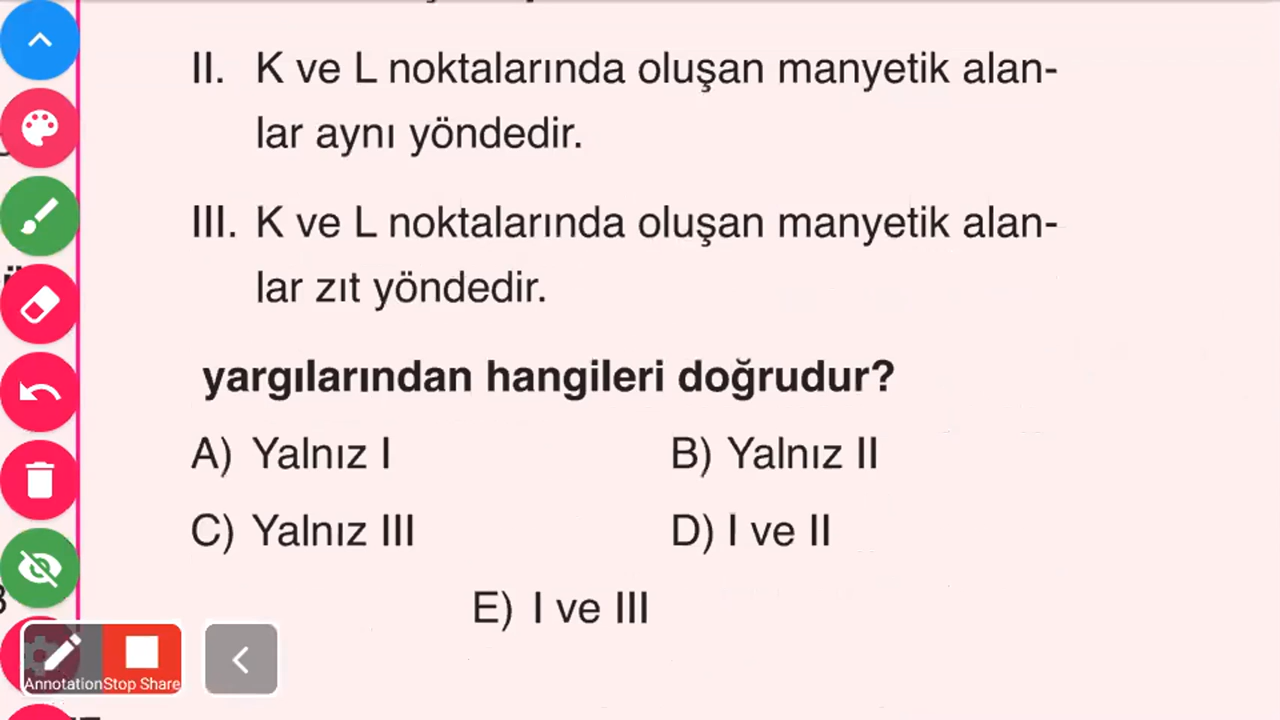 II. K ve L noktalarında oluşan manyetik alan-
lar aynı yöndedir.
III. K ve L noktalarında oluşan manyetik alan-
lar zıt yöndedir.
yargılarından hangileri doğrudur?
A) Yalnız I
B) Yalnız II
C) Yalnız III
D) I ve II
E) I ve III
Annotation
Stop Share